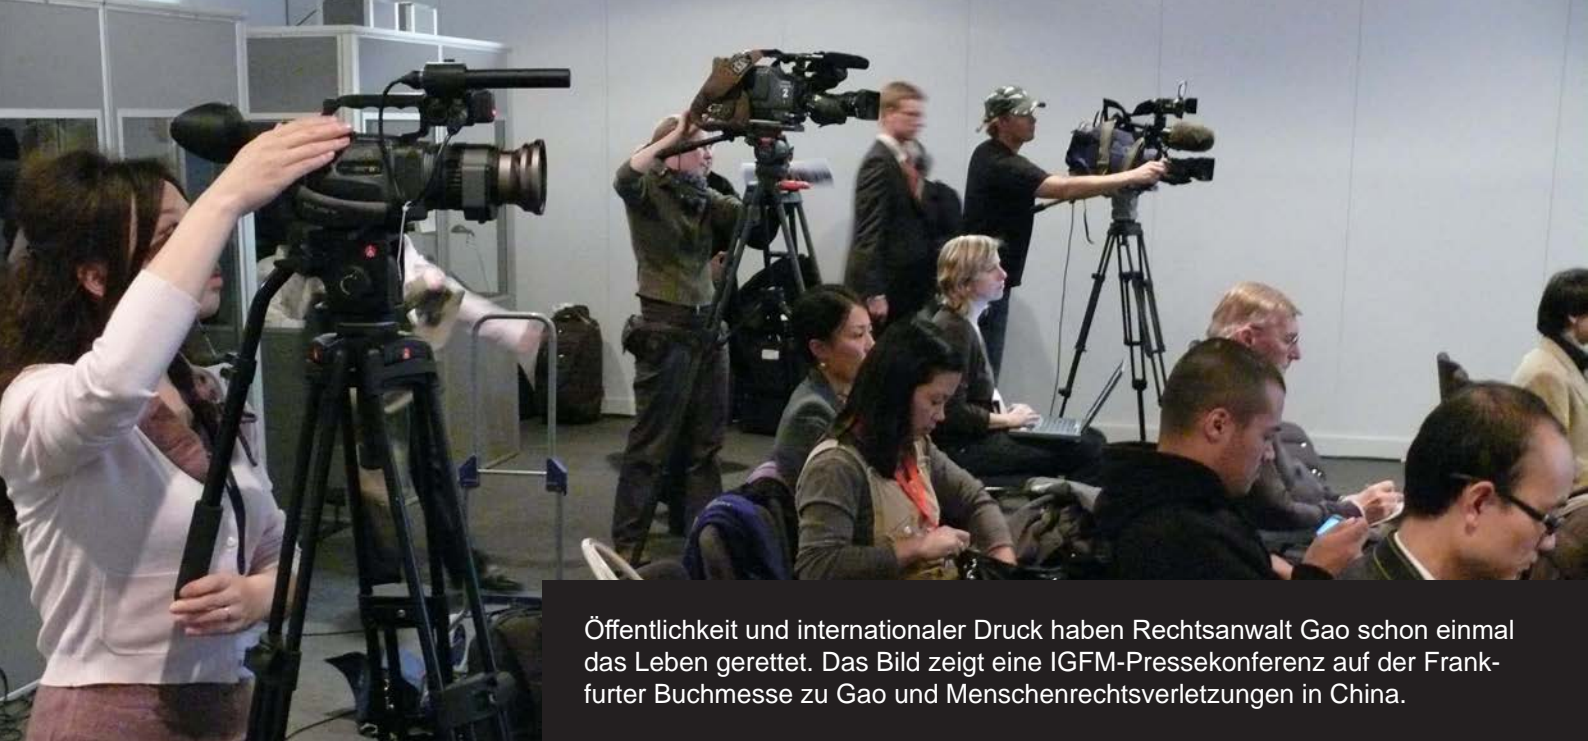 Öffentlichkeit und internationaler Druck haben Rechtsanwalt Gao schon einmal
das Leben gerettet. Das Bild zeigt eine IGFM-Pressekonferenz auf der Frank-
furter Buchmesse zu Gao und Menschenrechtsverletzungen in China.